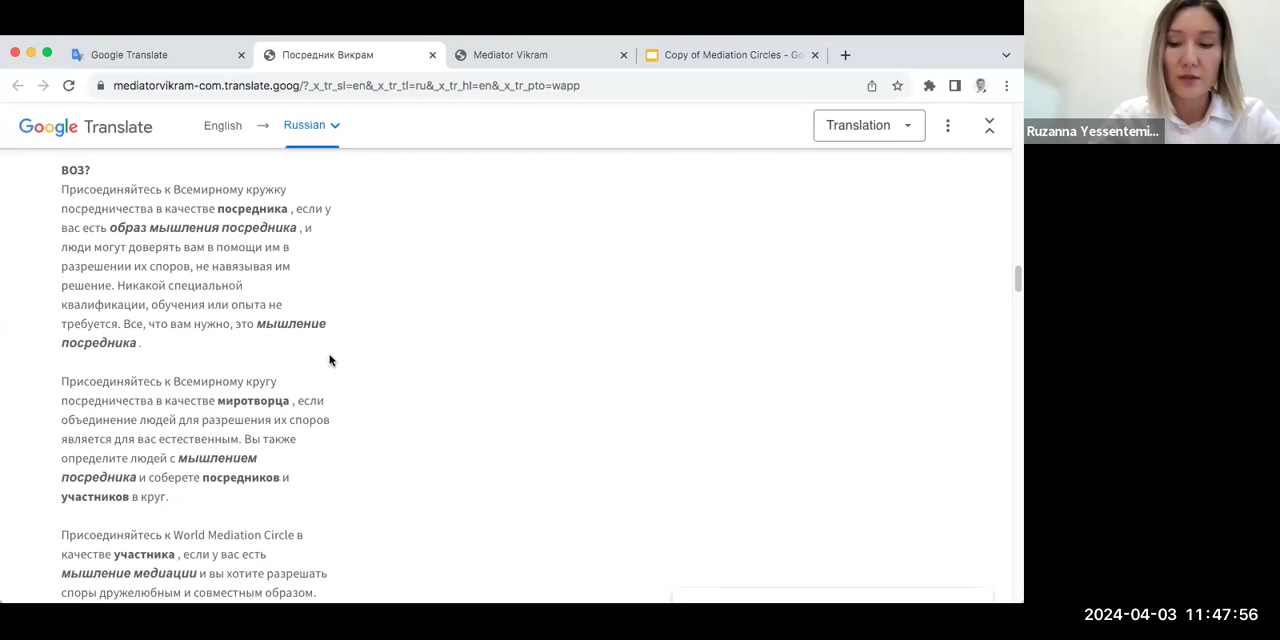 Google Translate
Посредник Викрам
Mediator Vikram
Copy of Mediation Circles - Go
mediatorvikram-com.translate.goog/?_x_tr_sl=en&_x_tr_tl=ru&_x_tr_hl=en&_x_tr_pto=wapp
Google Translate
English → Russian
Translation
Ruzanna Yessentemi...
ВОЗ?
Присоединяйтесь к Всемирному кружку
посредничества в качестве посредника , если у
вас есть образ мышления посредника , и
люди могут доверять вам в помощи им в
разрешении их споров, не навязывая им
решение. Никакой специальной
квалификации, обучения или опыта не
требуется. Все, что вам нужно, это мышление
посредника .
Присоединяйтесь к Всемирному кругу
посредничества в качестве миротворца , если
объединение людей для разрешения их споров
является для вас естественным. Вы также
определите людей с мышлением
посредника и соберете посредников и
участников в круг.
Присоединяйтесь к World Mediation Circle в
качестве участника , если у вас есть
мышление медиации и вы хотите разрешать
споры дружелюбным и совместным образом.
2024-04-03 11:47:56